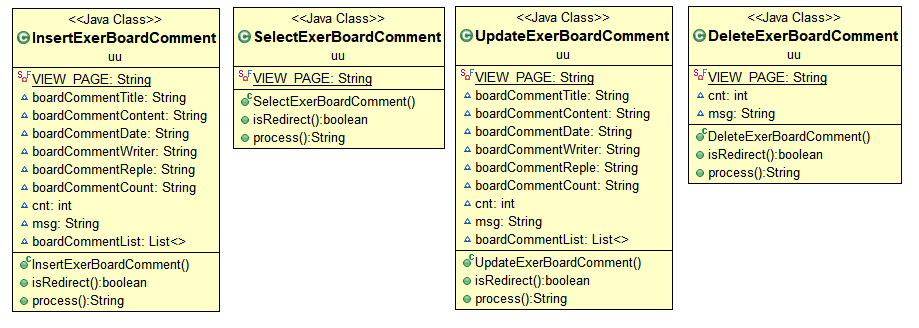 <<Java Class>>
InsertExerBoardComment
uu
VIEW_PAGE: String
boardCommentTitle: String
boardCommentContent: String
boardCommentDate: String
boardCommentWriter: String
boardCommentReple: String
boardCommentCount: String
cnt: int
msg: String
boardCommentList: List<>
InsertExerBoardComment()
isRedirect():boolean
process():String
<<Java Class>>
SelectExerBoardComment
uu
VIEW_PAGE: String
SelectExerBoardComment()
isRedirect():boolean
process():String
<<Java Class>>
UpdateExerBoardComment
uu
VIEW_PAGE: String
boardCommentTitle: String
boardCommentContent: String
boardCommentDate: String
boardCommentWriter: String
boardCommentReple: String
boardCommentCount: String
cnt: int
msg: String
boardCommentList: List<>
UpdateExerBoardComment()
isRedirect():boolean
process():String
<<Java Class>>
DeleteExerBoardComment
uu
VIEW_PAGE: String
cnt: int
msg: String
DeleteExerBoardComment()
isRedirect():boolean
process():String